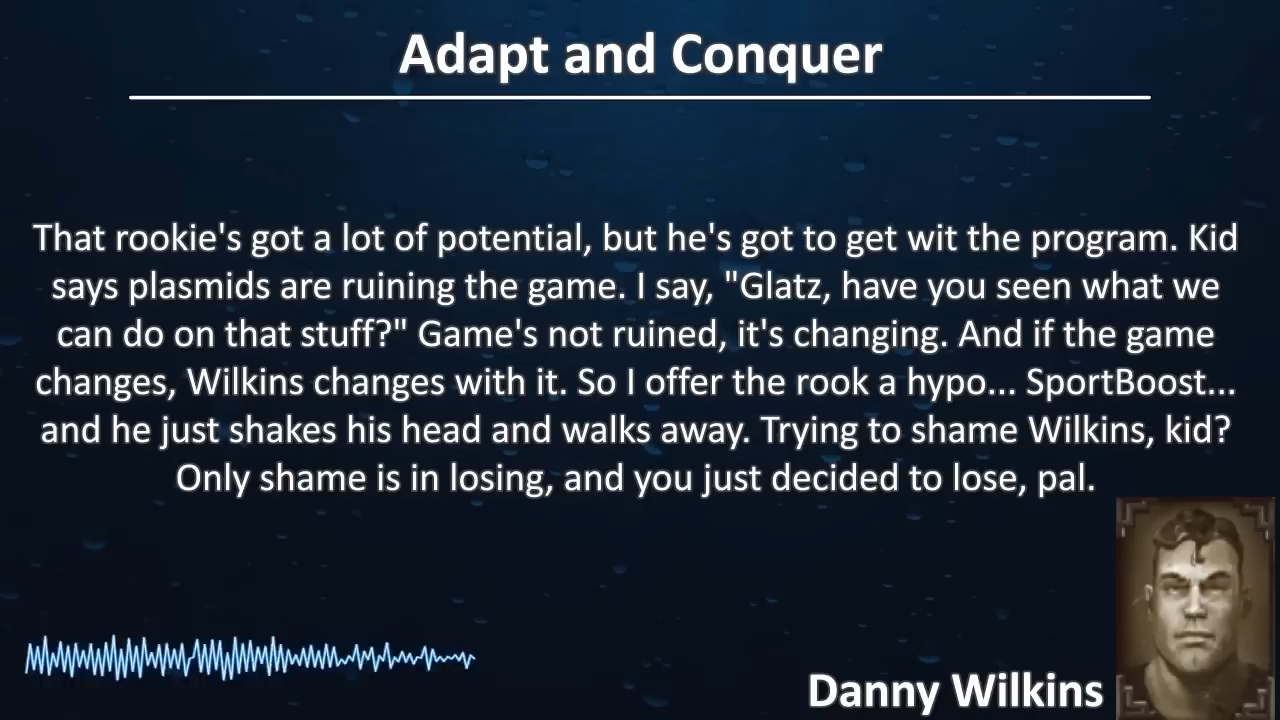 Adapt and Conquer
That rookie's got a lot of potential, but he's got to get wit the program. Kid
says plasmids are ruining the game. I say, "Glatz, have you seen what we
can do on that stuff?" Game's not ruined, it's changing. And if the game
changes, Wilkins changes with it. So I offer the rook a hypo... SportBoost...
and he just shakes his head and walks away. Trying to shame Wilkins, kid?
Only shame is in losing, and you just decided to lose, pal.
Danny Wilkins